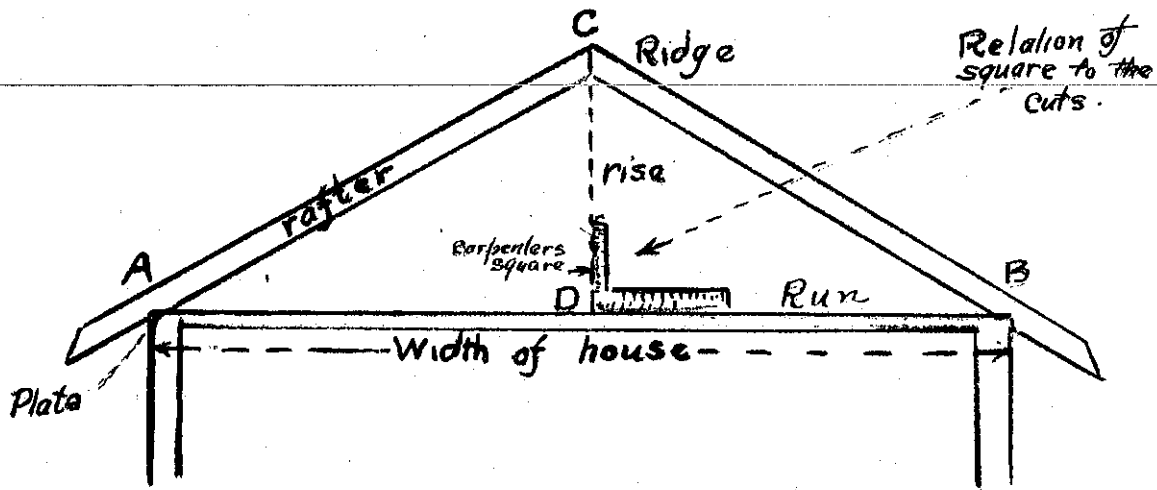 C
Ridge
Relation of
square to the
cuts.
rise
rafter
A
Carpenters
square
B
D
Run
Width of house
Plate